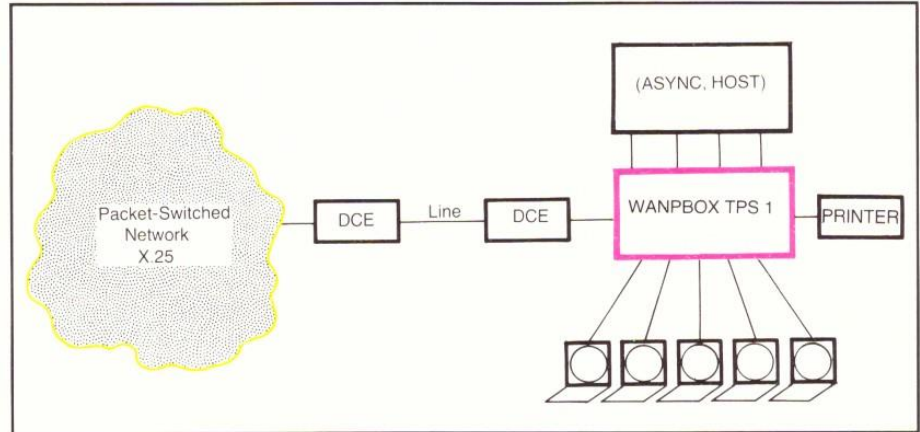 (ASYNC, HOST)
Packet-Switched
Network
X.25
DCE
Line
DCE
WANPBOX TPS 1
PRINTER